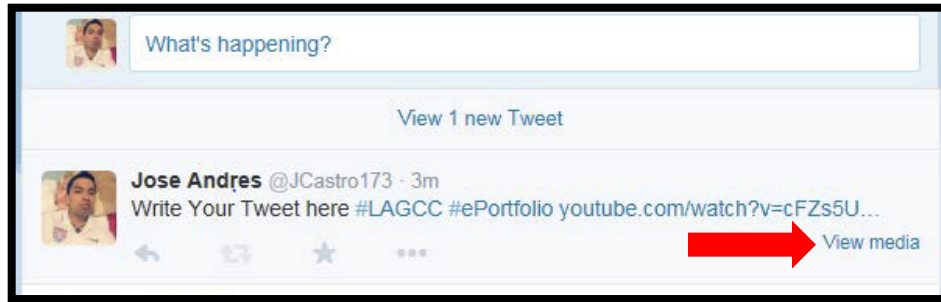 What's happening?
View 1 new Tweet
Jose Andres @JCastro173 · 3m
Write Your Tweet here #LAGCC #ePortfolio youtube.com/watch?v=cFZs5U...
View media